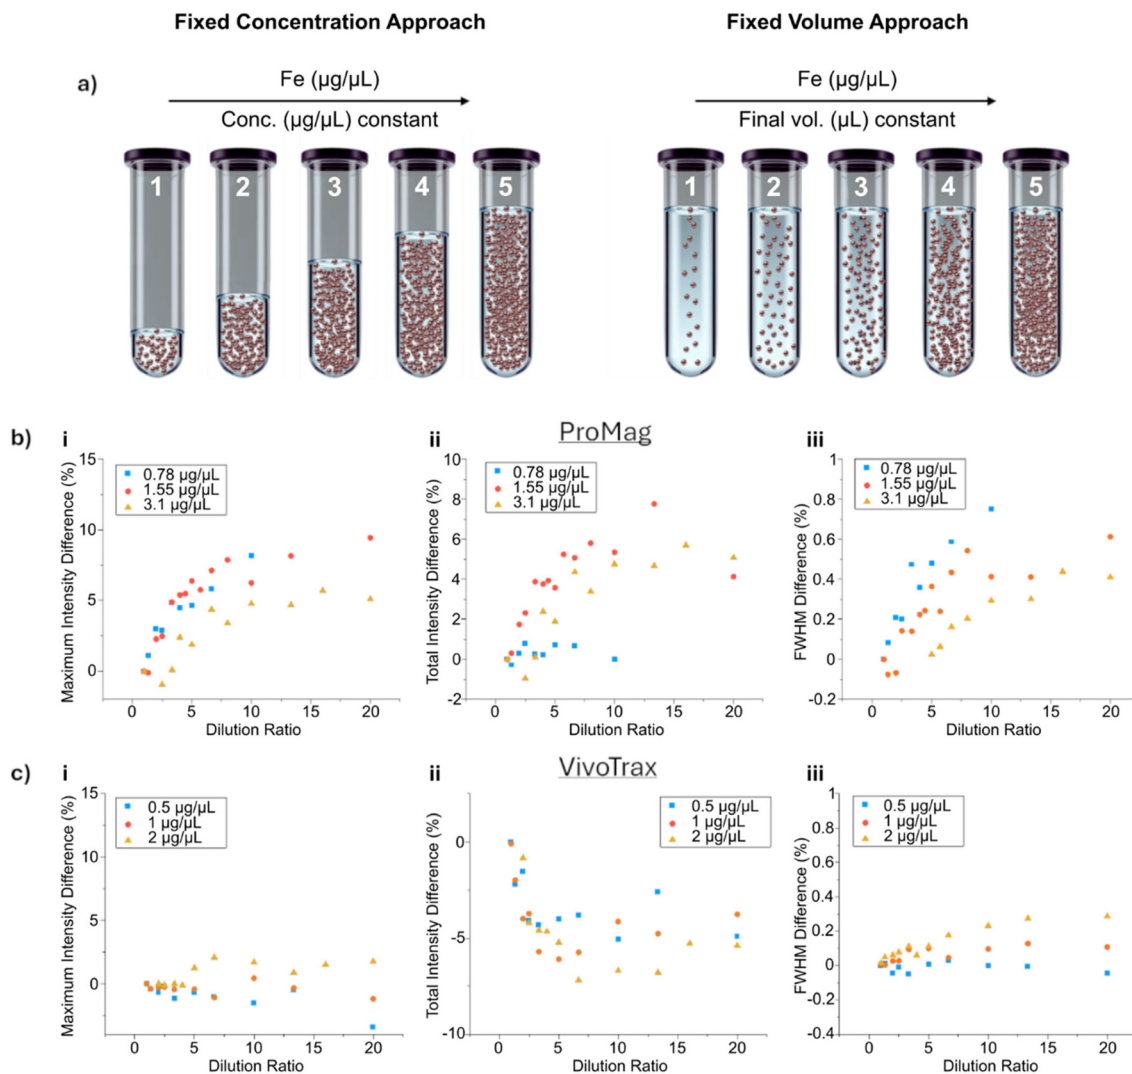 Fixed Concentration Approach
Fixed Volume Approach
a)
Fe (µg/µL)
Conc. (µg/µL) constant
1 2 3 4 5
Fe (µg/µL)
Final vol. (µL) constant
1 2 3 4 5
b)
ProMag
i
15
10
5
0
Maximum Intensity Difference (%)
0.78 µg/µL
1.55 µg/µL
3.1 µg/µL
0 5 10 15 20
Dilution Ratio
ii
10
8
6
4
2
0
-2
Total Intensity Difference (%)
0.78 µg/µL
1.55 µg/µL
3.1 µg/µL
0 5 10 15 20
Dilution Ratio
iii
1
0.8
0.6
0.4
0.2
0
-0.2
FWHM Difference (%)
0.78 µg/µL
1.55 µg/µL
3.1 µg/µL
0 5 10 15 20
Dilution Ratio
c)
VivoTrax
i
15
10
5
0
Maximum Intensity Difference (%)
0.5 µg/µL
1 µg/µL
2 µg/µL
0 5 10 15 20
Dilution Ratio
ii
0
-5
-10
Total Intensity Difference (%)
0.5 µg/µL
1 µg/µL
2 µg/µL
0 5 10 15 20
Dilution Ratio
iii
1
0.8
0.6
0.4
0.2
0
-0.2
-0.4
FWHM Difference (%)
0.5 µg/µL
1 µg/µL
2 µg/µL
0 5 10 15 20
Dilution Ratio